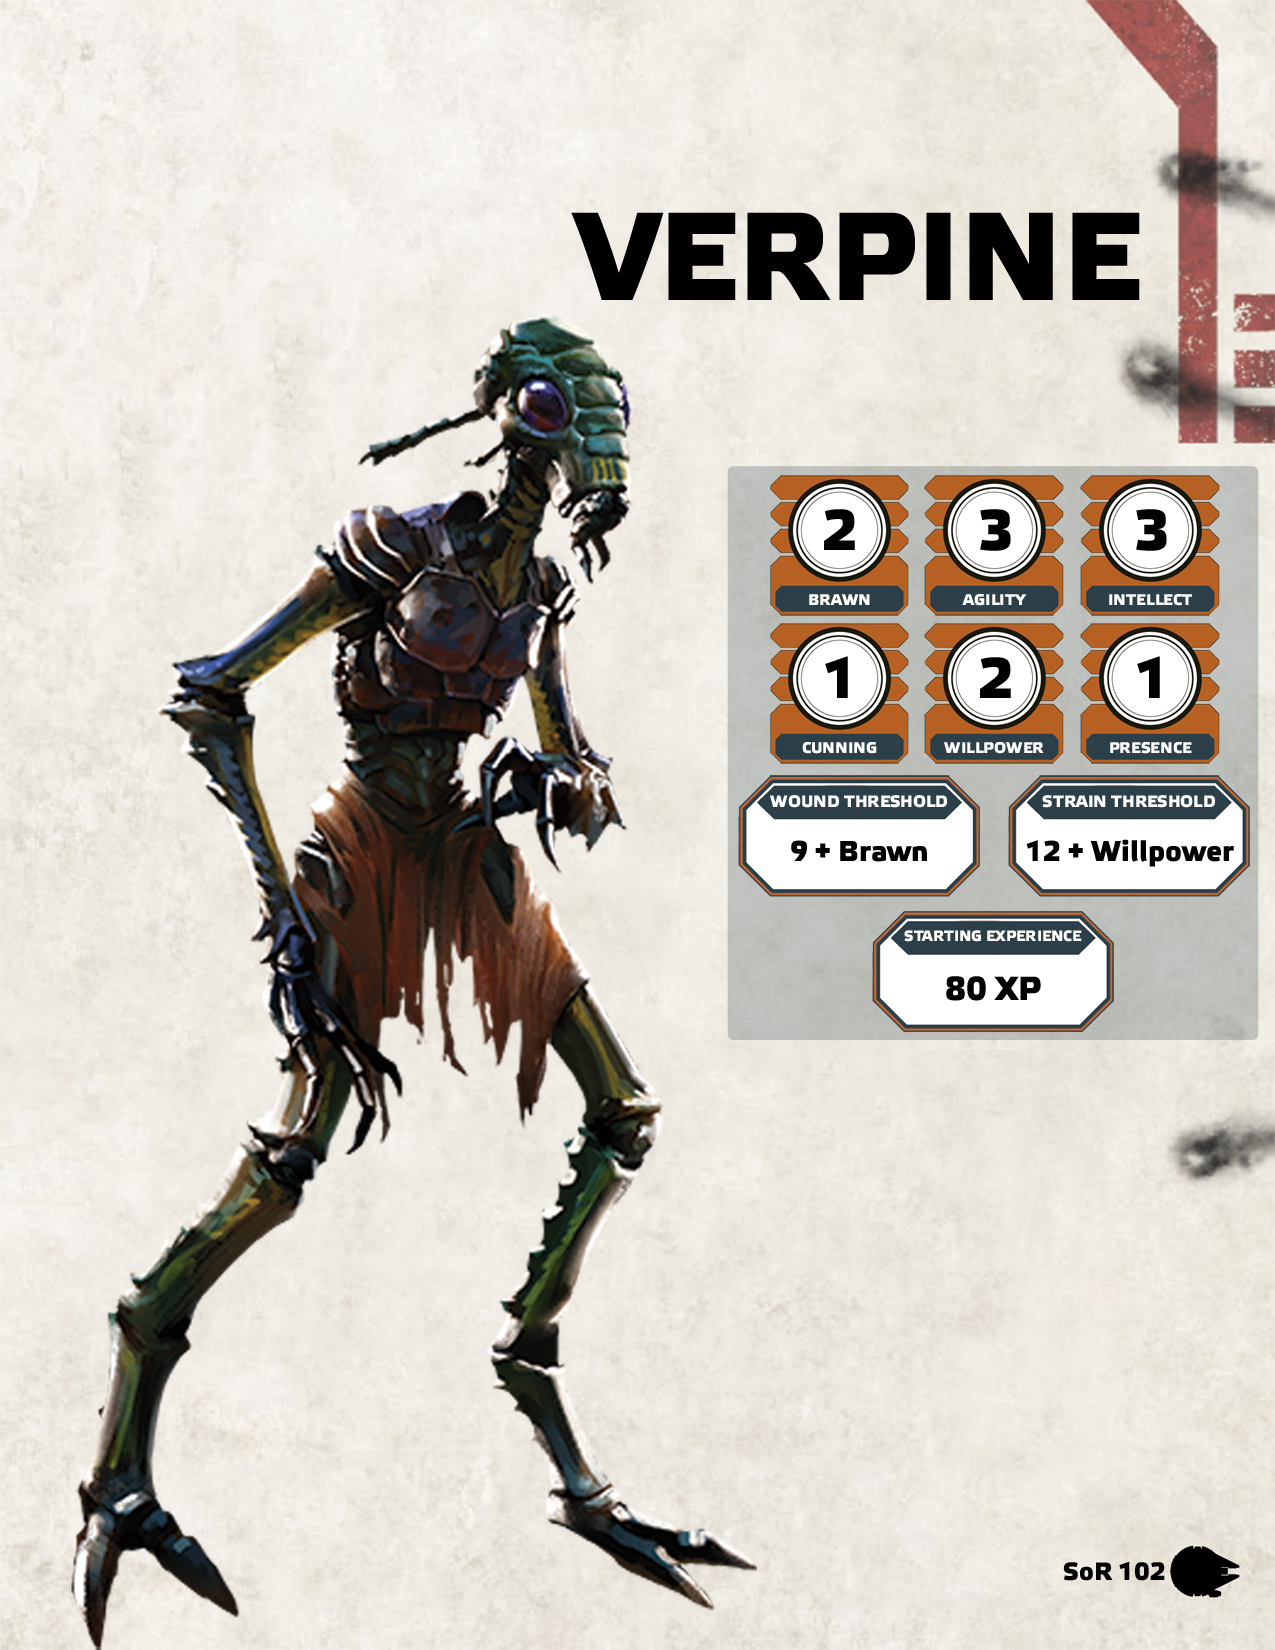 VERPINE
2 3 3
BRAWN AGILITY INTELLECT
1 2 1
CUNNING WILLPOWER PRESENCE
WOUND THRESHOLD STRAIN THRESHOLD
9 + Brawn 12 + Willpower
STARTING EXPERIENCE
80 XP
SoR 102